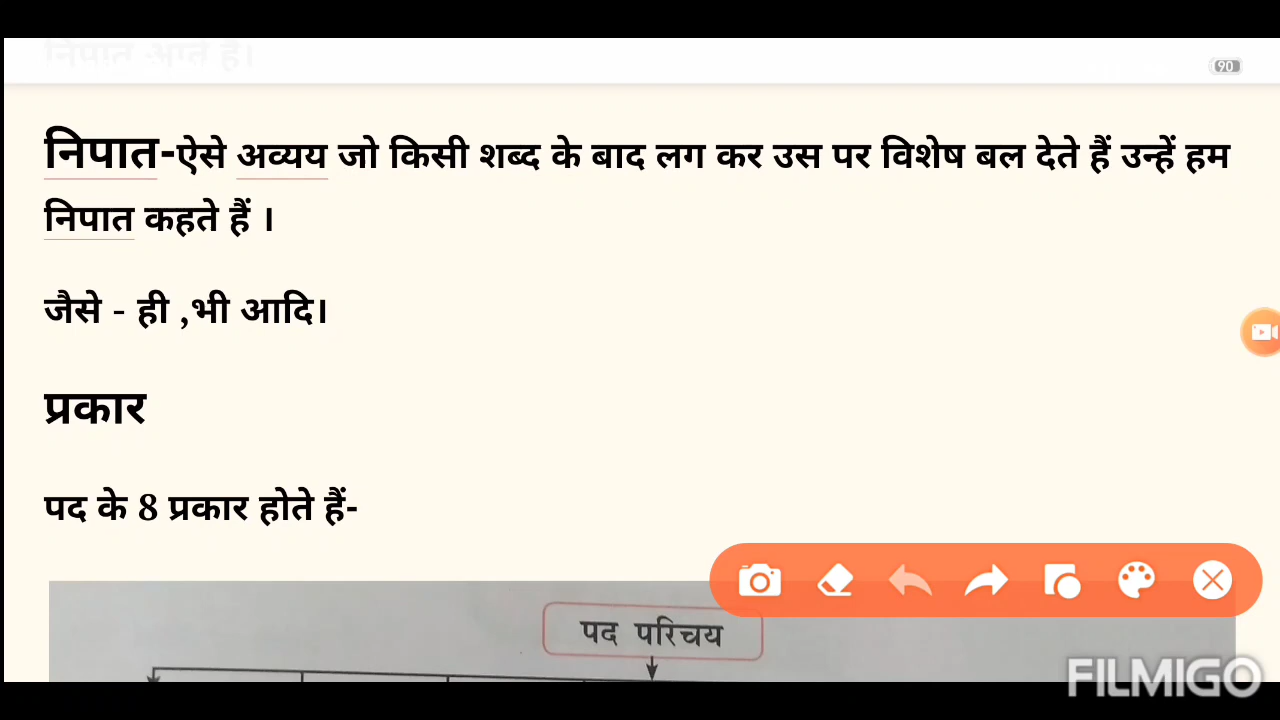 निपात आते हैं।
90
निपात-ऐसे अव्यय जो किसी शब्द के बाद लग कर उस पर विशेष बल देते हैं उन्हें हम
निपात कहते हैं ।
जैसे - ही ,भी आदि।
प्रकार
पद के 8 प्रकार होते हैं-
पद परिचय
FILMIGO